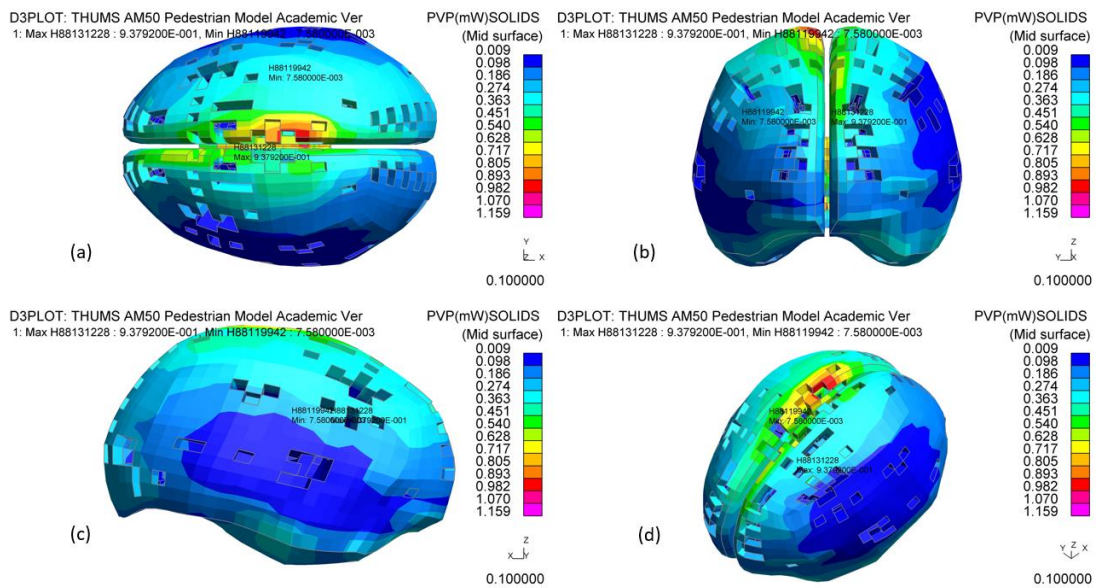 D3PLOT: THUMS AM50 Pedestrian Model Academic Ver
1: Max H88131228 : 9.379200E-001, Min H88119942 : 7.580000E-003
PVP(mW)SOLIDS
(Mid surface)
0.009
0.098
0.186
0.274
0.363
0.451
0.540
0.628
0.717
0.805
0.893
0.982
1.070
1.159
H88119942
Min: 7.580000E-003
H88131228
Max: 9.379200E-001
(a)
Y
Z X
0.100000
D3PLOT: THUMS AM50 Pedestrian Model Academic Ver
1: Max H88131228 : 9.379200E-001, Min H88119942 : 7.580000E-003
PVP(mW)SOLIDS
(Mid surface)
0.009
0.098
0.186
0.274
0.363
0.451
0.540
0.628
0.717
0.805
0.893
0.982
1.070
1.159
H88119942
Min: 7.580000E-003
H88131228
Max: 9.379200E-001
(b)
Z
Y X
0.100000
D3PLOT: THUMS AM50 Pedestrian Model Academic Ver
1: Max H88131228 : 9.379200E-001, Min H88119942 : 7.580000E-003
PVP(mW)SOLIDS
(Mid surface)
0.009
0.098
0.186
0.274
0.363
0.451
0.540
0.628
0.717
0.805
0.893
0.982
1.070
1.159
(c)
Z
X Y
0.100000
D3PLOT: THUMS AM50 Pedestrian Model Academic Ver
1: Max H88131228 : 9.379200E-001, Min H88119942 : 7.580000E-003
PVP(mW)SOLIDS
(Mid surface)
0.009
0.098
0.186
0.274
0.363
0.451
0.540
0.628
0.717
0.805
0.893
0.982
1.070
1.159
H88119942
Min: 7.580000E-003
H88131228
Max: 9.379200E-001
(d)
Z
Y X
0.100000